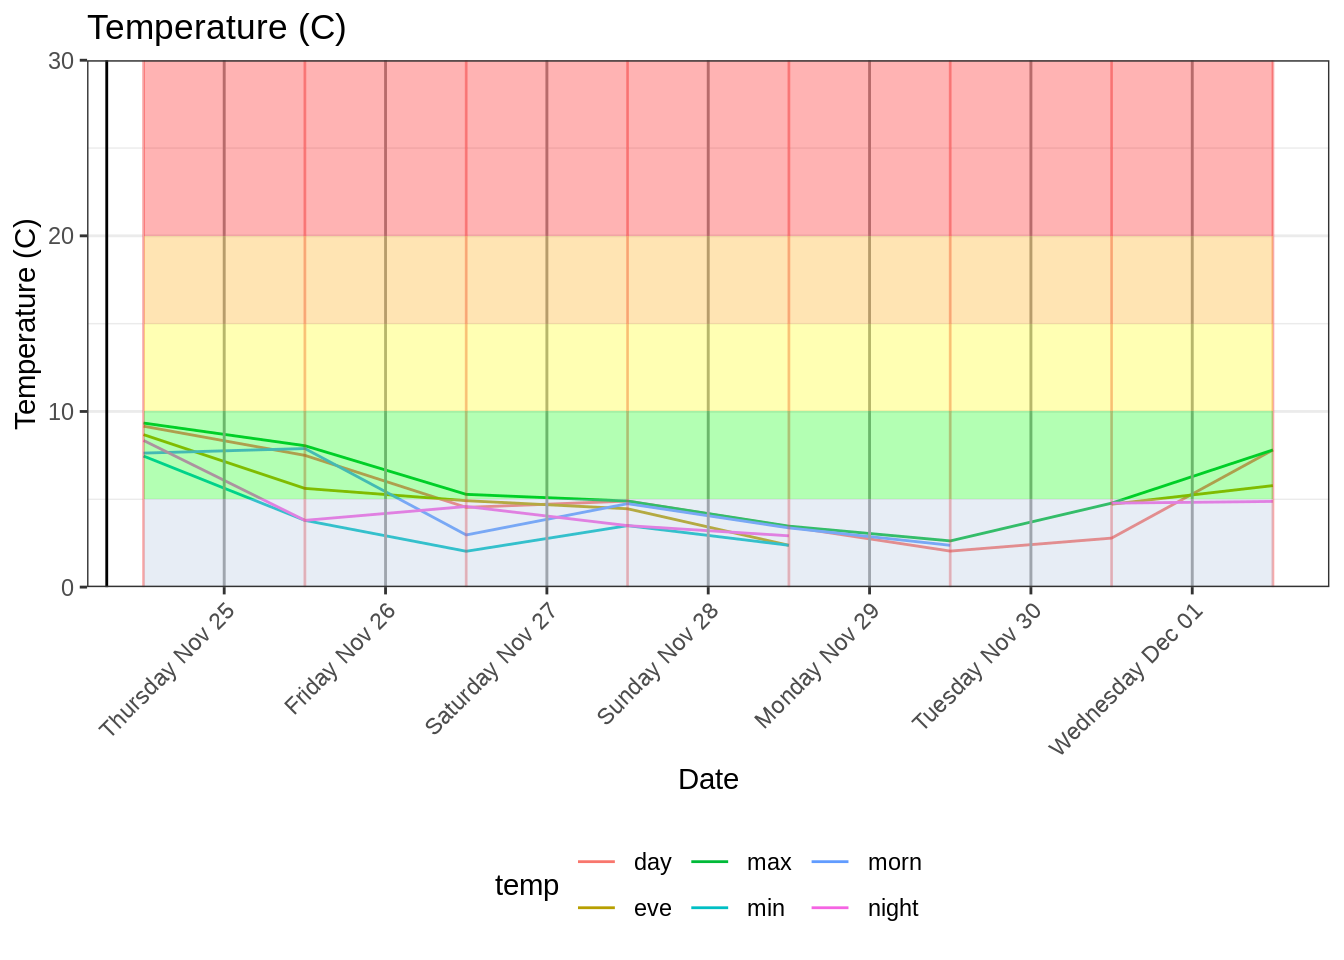 Temperature (C)
30
20
10
0
Temperature (C)
Thursday Nov 25
Friday Nov 26
Saturday Nov 27
Sunday Nov 28
Monday Nov 29
Tuesday Nov 30
Wednesday Dec 01
Date
temp
day max morn
eve min night